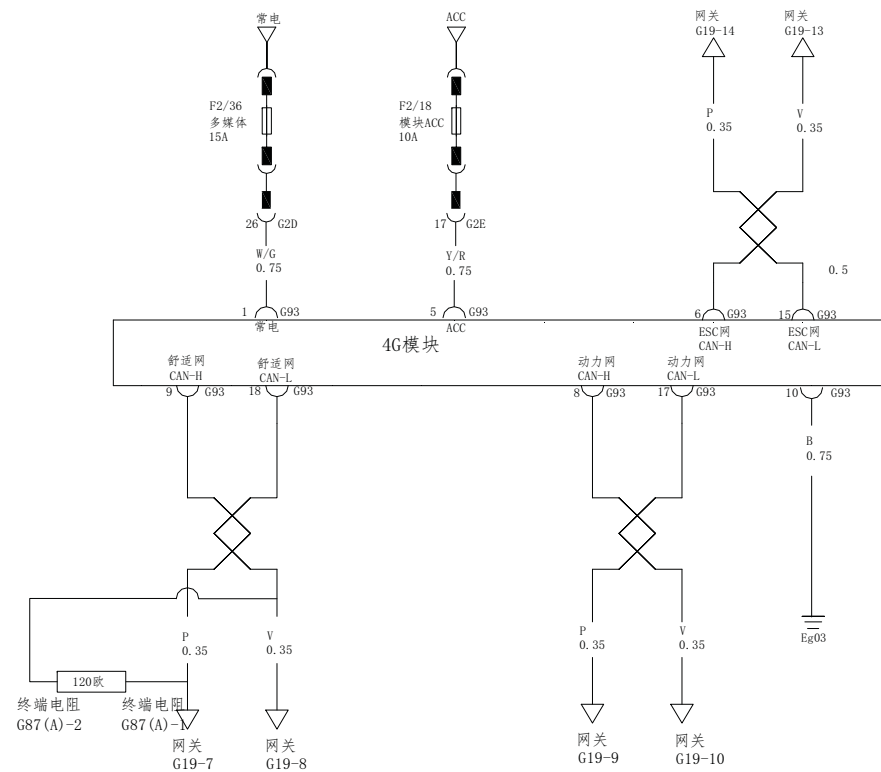 常电
ACC
网关
G19-14
网关
G19-13
F2/36
多媒体
15A
F2/18
模块ACC
10A
P
0.35
V
0.35
26
G2D
17
G2E
W/G
0.75
Y/R
0.75
0.5
1
G93
5
G93
6
G93
15
G93
常电
ACC
ESC网
CAN-H
ESC网
CAN-L
4G模块
舒适网
CAN-H
舒适网
CAN-L
动力网
CAN-H
动力网
CAN-L
9
G93
18
G93
8
G93
17
G93
10
G93
B
0.75
P
0.35
V
0.35
P
0.35
V
0.35
Eg03
120欧
终端电阻
G87(A)-2
终端电阻
G87(A)-1
网关
G19-7
网关
G19-8
网关
G19-9
网关
G19-10